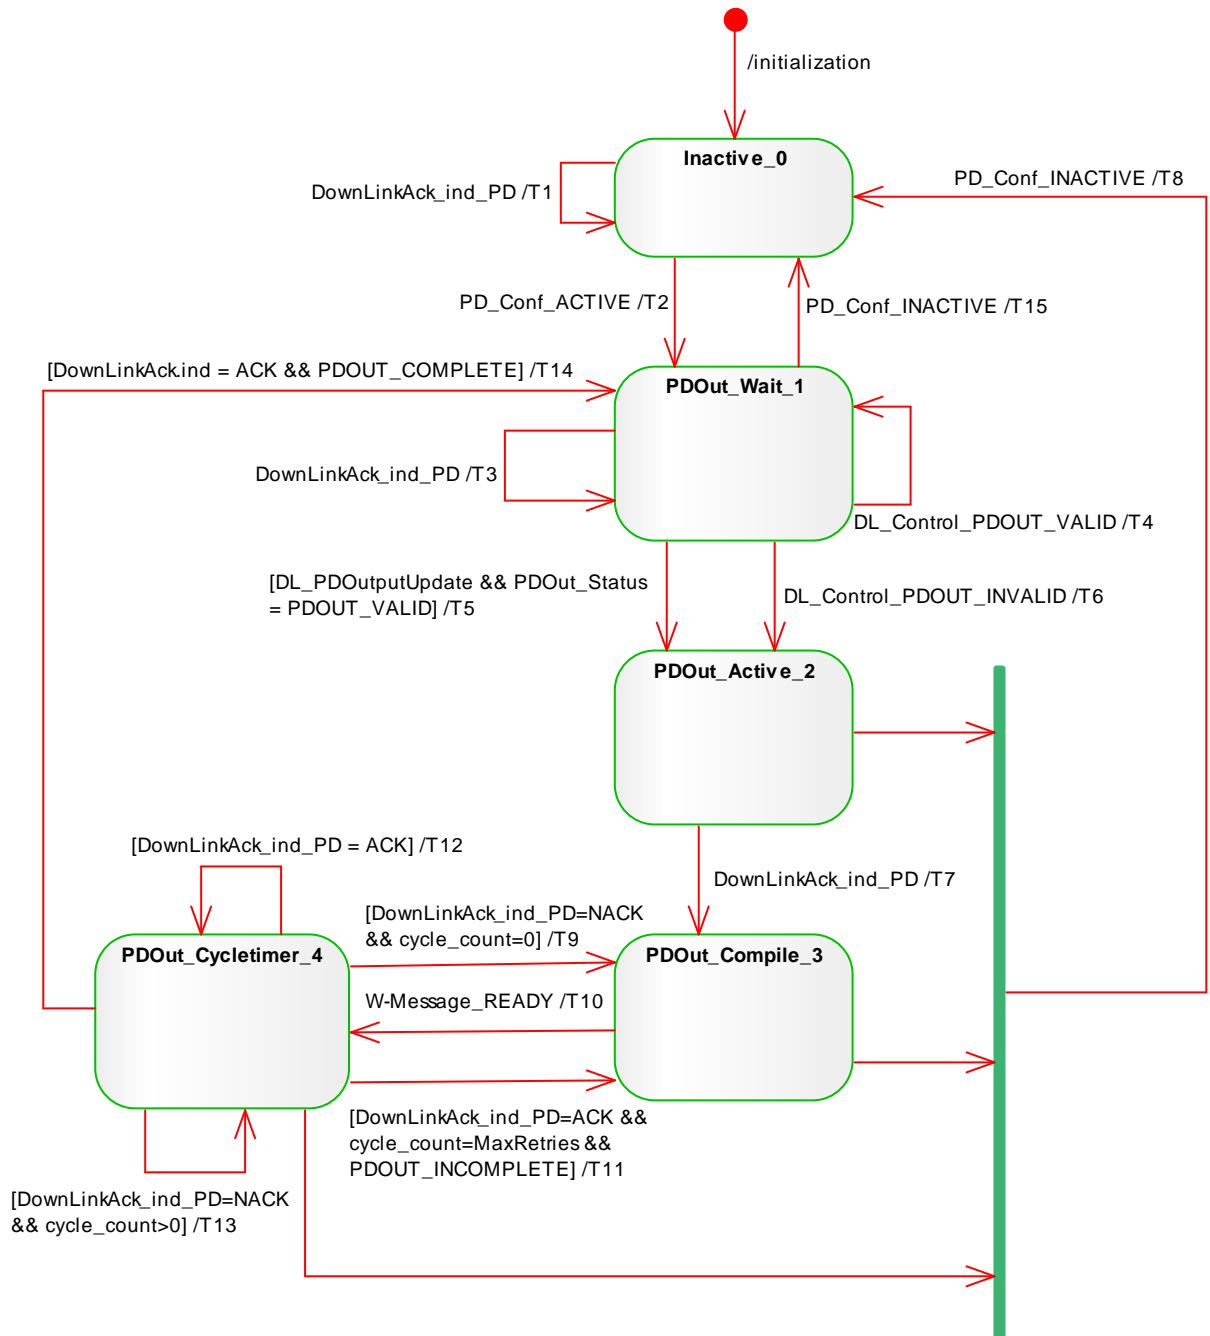 /initialization
Inactive_0
PD_Conf_INACTIVE /T8
DownLinkAck_ind_PD /T1
PD_Conf_ACTIVE /T2
PD_Conf_INACTIVE /T15
[DownLinkAck.ind = ACK && PDOUT_COMPLETE] /T14
PDOut_Wait_1
DownLinkAck_ind_PD /T3
DL_Control_PDOUT_VALID /T4
[DL_PDOutputUpdate && PDOut_Status
= PDOUT_VALID] /T5
DL_Control_PDOUT_INVALID /T6
PDOut_Active_2
[DownLinkAck_ind_PD = ACK] /T12
DownLinkAck_ind_PD /T7
[DownLinkAck_ind_PD=NACK
&& cycle_count=0] /T9
PDOut_Cycletimer_4
PDOut_Compile_3
W-Message_READY /T10
[DownLinkAck_ind_PD=ACK &&
cycle_count=MaxRetries &&
PDOUT_INCOMPLETE] /T11
[DownLinkAck_ind_PD=NACK
&& cycle_count>0] /T13